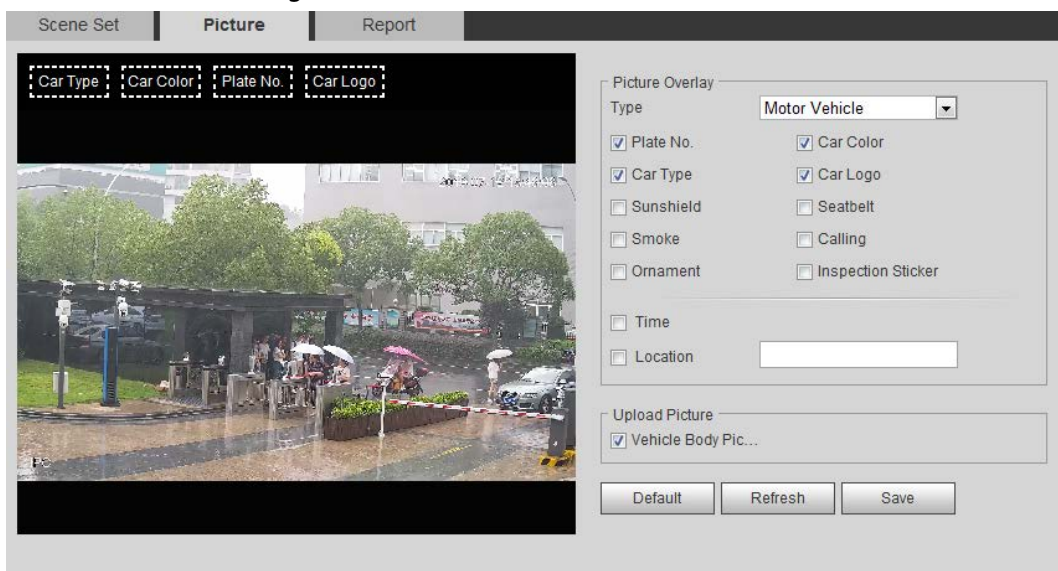 Scene Set Picture Report
Car Type Car Color Plate No. Car Logo
Picture Overlay
Type Motor Vehicle
Plate No. Car Color
Car Type Car Logo
Sunshield Seatbelt
Smoke Calling
Ornament Inspection Sticker
Time
Location
Upload Picture
Vehicle Body Pic...
Default Refresh Save